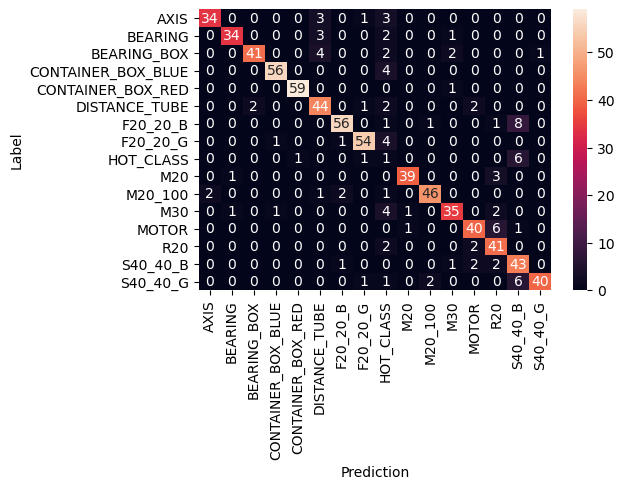 AXIS 34 0 0 0 0 3 0 1 3 0 0 0 0 0 0 0
BEARING 0 34 0 0 0 3 0 0 2 0 0 1 0 0 0 0
BEARING_BOX 0 0 41 0 0 4 0 0 2 0 0 2 0 0 0 1
CONTAINER_BOX_BLUE 0 0 0 56 0 0 0 0 4 0 0 0 0 0 0 0
CONTAINER_BOX_RED 0 0 0 0 59 0 0 0 0 0 0 1 0 0 0 0
DISTANCE_TUBE 0 0 2 0 0 44 0 1 2 0 0 0 2 0 0 0
F20_20_B 0 0 0 0 0 0 56 0 1 0 1 0 0 1 8 0
F20_20_G 0 0 0 1 0 0 1 54 4 0 0 0 0 0 0 0
HOT_CLASS 0 0 0 0 1 0 0 1 1 0 0 0 0 0 6 0
M20 0 1 0 0 0 0 0 0 0 39 0 0 0 3 0 0
M20_100 2 0 0 0 0 1 2 0 1 0 46 0 0 0 0 0
M30 0 1 0 1 0 0 0 0 4 1 0 35 0 2 0 0
MOTOR 0 0 0 0 0 0 0 0 0 1 0 0 40 6 1 0
R20 0 0 0 0 0 0 0 0 2 0 0 0 2 41 0 0
S40_40_B 0 0 0 0 0 0 1 0 0 0 0 1 2 2 43 0
S40_40_G 0 0 0 0 0 0 0 1 1 0 2 0 0 0 6 40
Label
AXIS
BEARING
BEARING_BOX
CONTAINER_BOX_BLUE
CONTAINER_BOX_RED
DISTANCE_TUBE
F20_20_B
F20_20_G
HOT_CLASS
M20
M20_100
M30
MOTOR
R20
S40_40_B
S40_40_G
Prediction
50
40
30
20
10
0